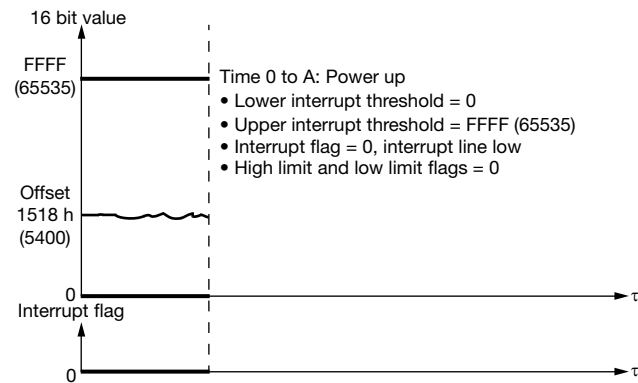 16 bit value
FFFF
(65535)
Time 0 to A: Power up
• Lower interrupt threshold = 0
• Upper interrupt threshold = FFFF (65535)
• Interrupt flag = 0, interrupt line low
• High limit and low limit flags = 0
Offset
1518 h
(5400)
0
τ
Interrupt flag
0
τ